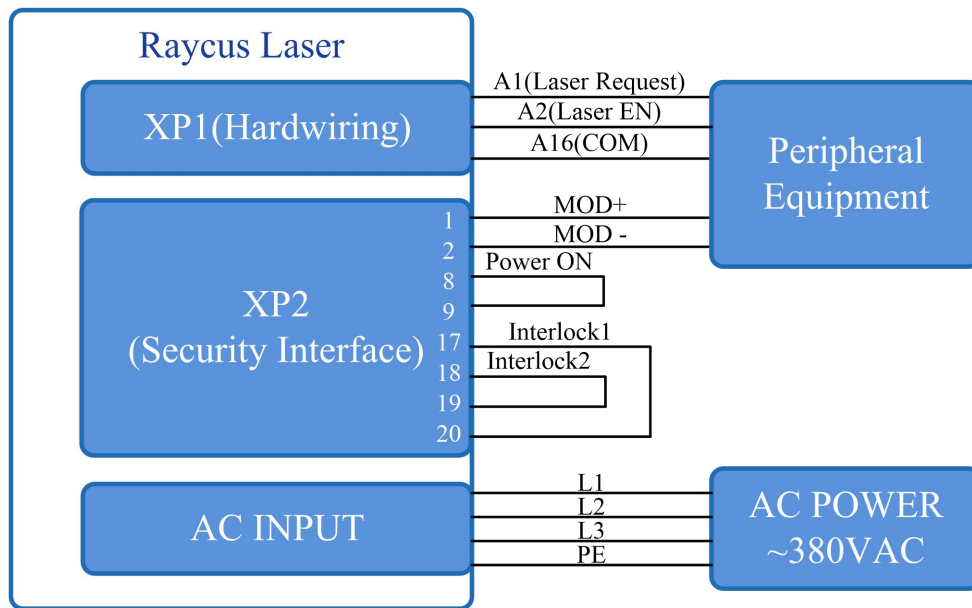 Raycus Laser
XP1(Hardwiring)
A1(Laser Request)
A2(Laser EN)
A16(COM)
Peripheral
Equipment
XP2
(Security Interface)
1
2
8
9
17
18
19
20
MOD+
MOD -
Power ON
Interlock1
Interlock2
AC INPUT
L1
L2
L3
PE
AC POWER
~380VAC